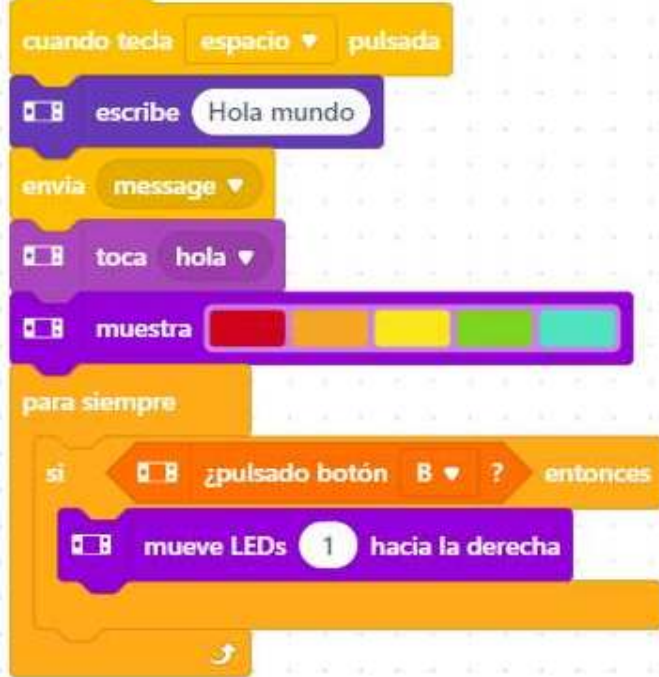 cuando tecla espacio pulsada
escribe Hola mundo
envía message
toca hola
muestra
para siempre
si ¿pulsado botón B ? entonces
mueve LEDs 1 hacia la derecha